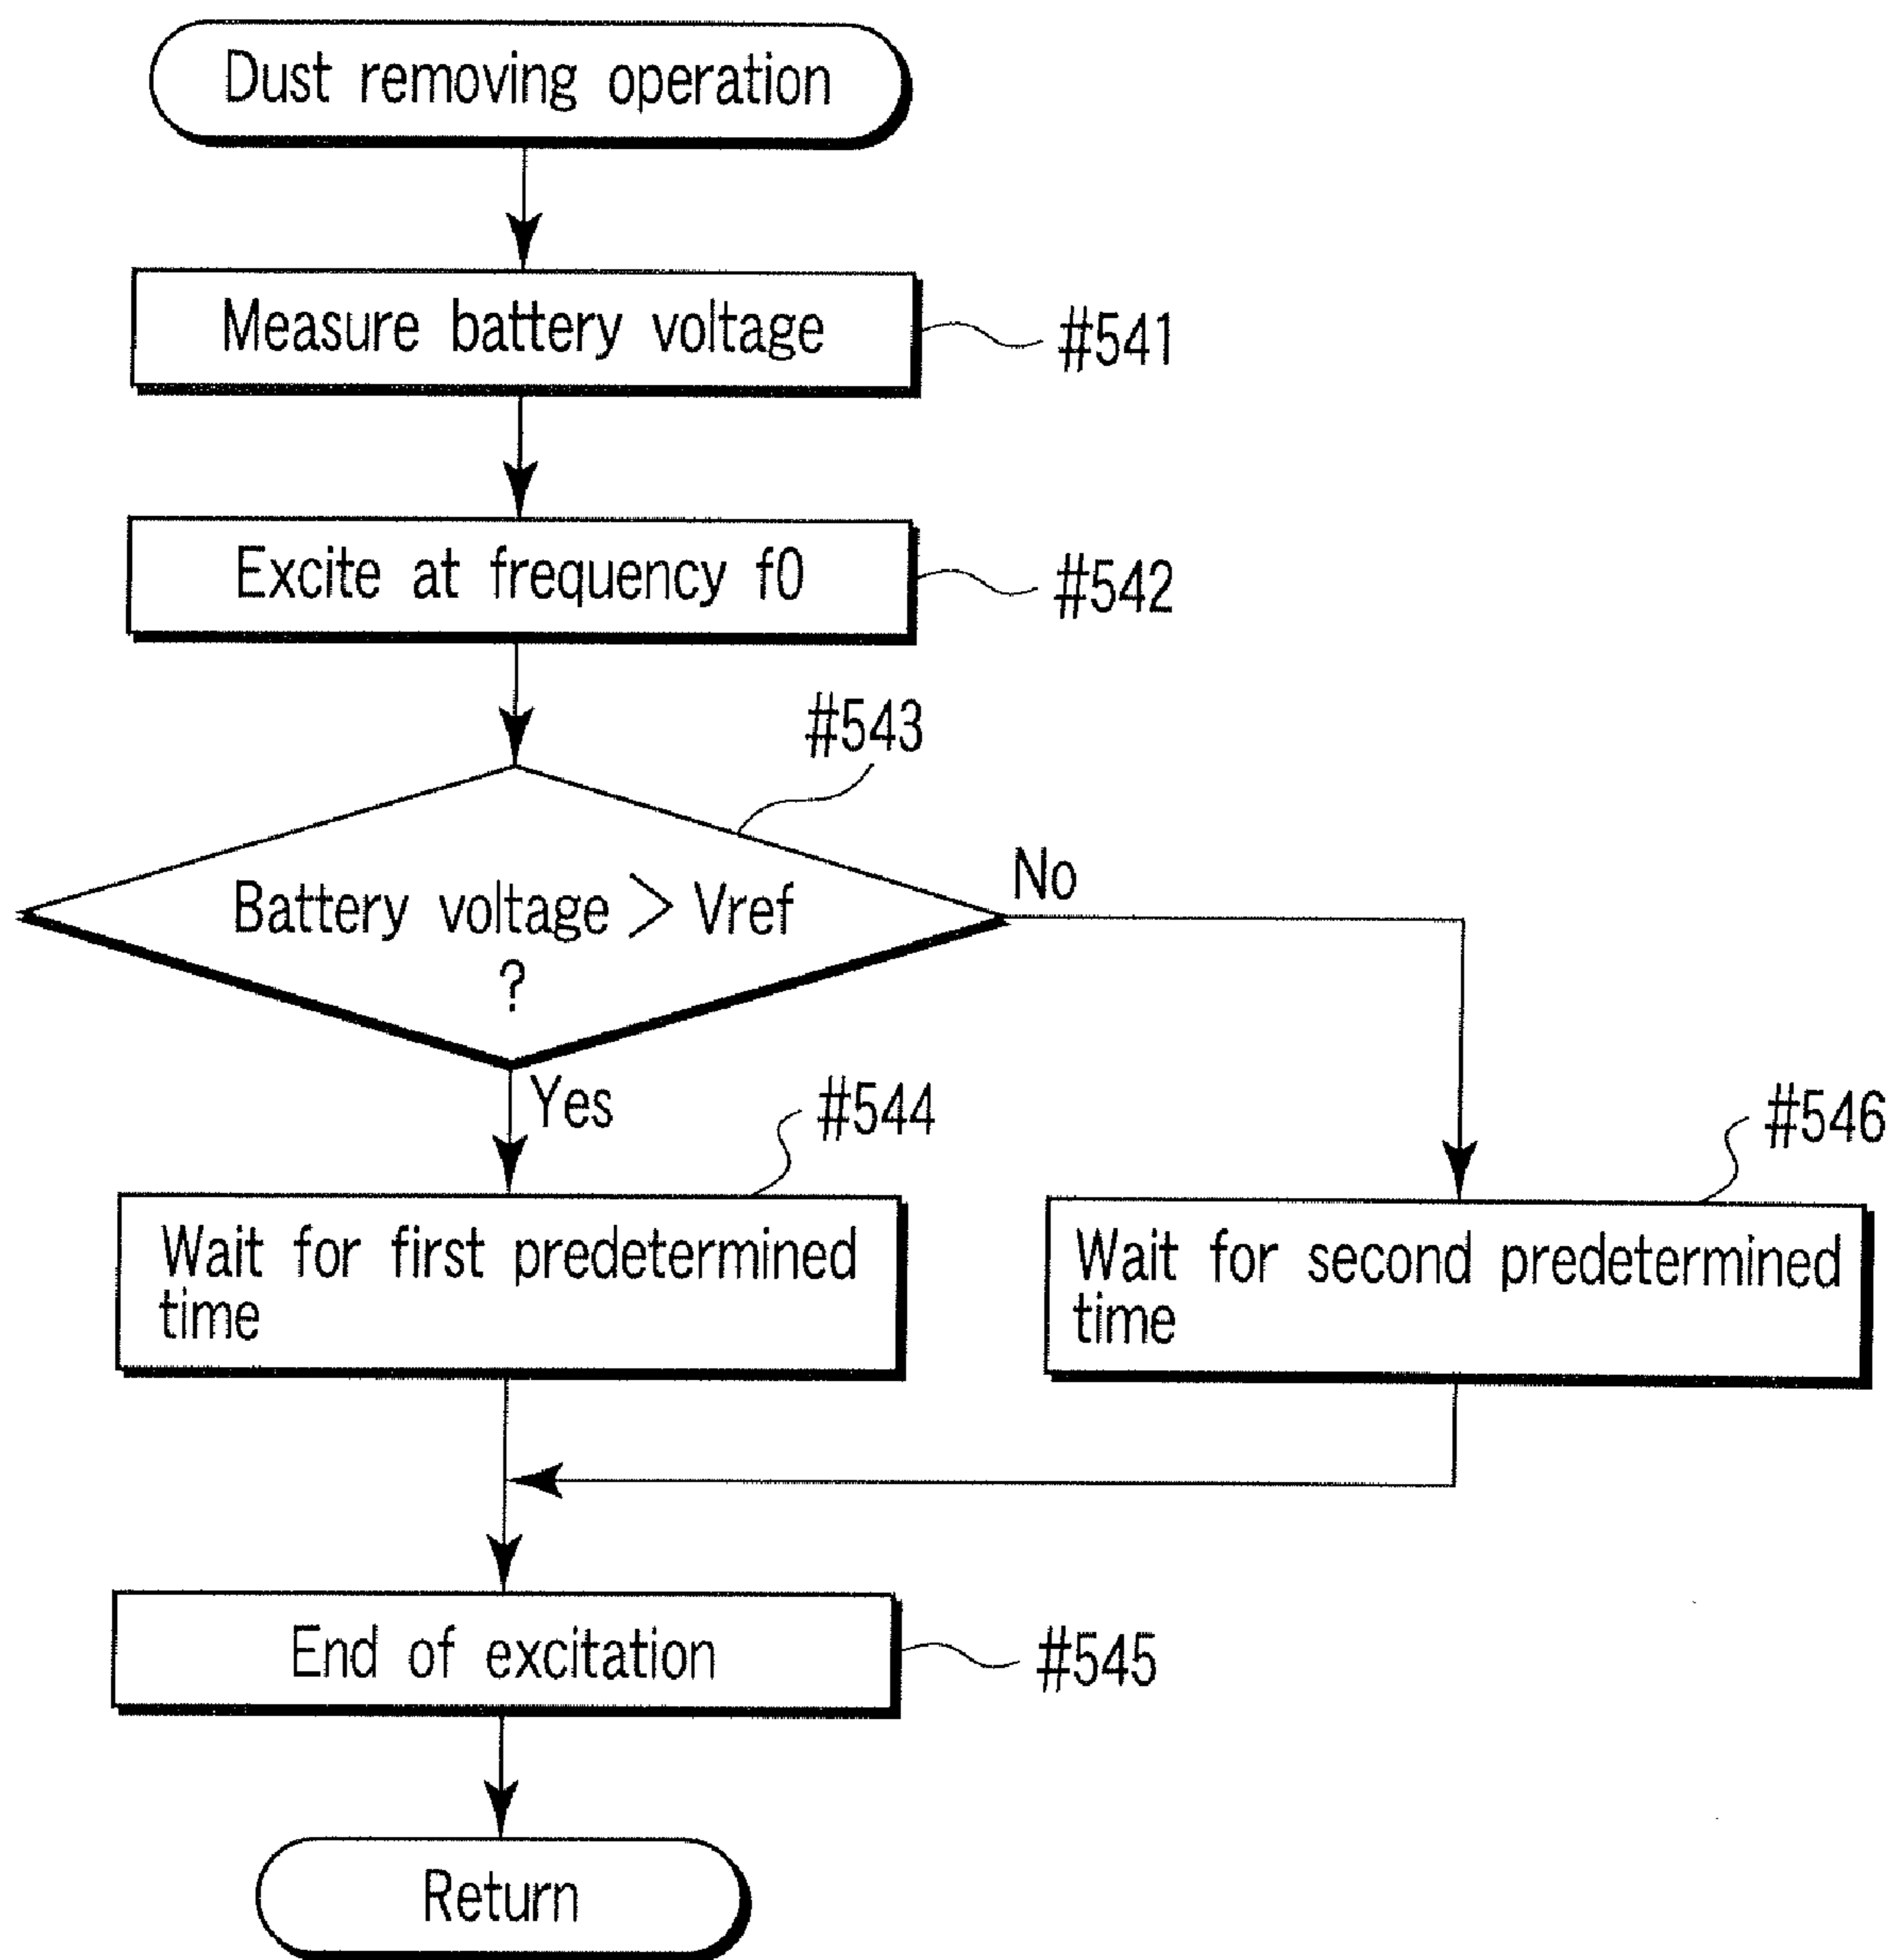 Dust removing operation
Measure battery voltage
#541
Excite at frequency f0
#542
#543
Battery voltage > Vref
?
No
Yes
#544
#546
Wait for first predetermined
time
Wait for second predetermined
time
End of excitation
#545
Return